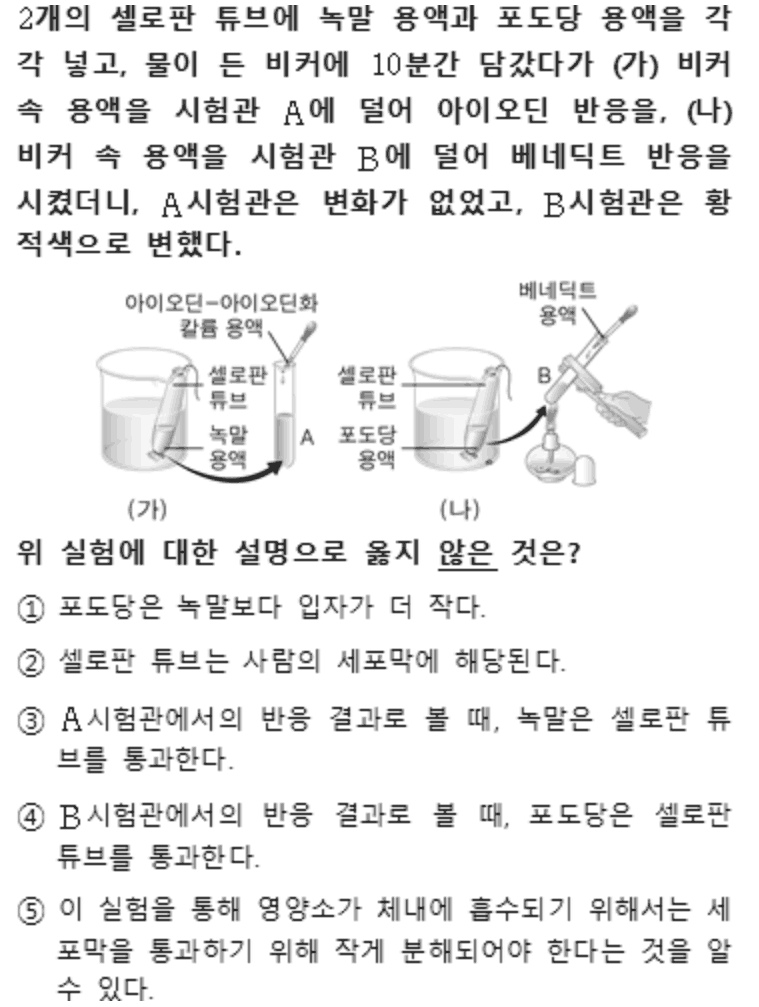 2개의 셀로판 튜브에 녹말 용액과 포도당 용액을 각
각 넣고, 물이 든 비커에 10분간 담갔다가 (가) 비커
속 용액을 시험관 A에 덜어 아이오딘 반응을, (나)
비커 속 용액을 시험관 B에 덜어 베네딕트 반응을
시켰더니, A시험관은 변화가 없었고, B시험관은 황
적색으로 변했다.
아이오딘-아이오딘화
칼륨 용액
셀로판
튜브
녹말
용액
A
(가)
베네딕트
용액
셀로판
튜브
B
포도당
용액
(나)
위 실험에 대한 설명으로 옳지 않은 것은?
① 포도당은 녹말보다 입자가 더 작다.
② 셀로판 튜브는 사람의 세포막에 해당된다.
③ A시험관에서의 반응 결과로 볼 때, 녹말은 셀로판 튜
브를 통과한다.
④ B시험관에서의 반응 결과로 볼 때, 포도당은 셀로판
튜브를 통과한다.
⑤ 이 실험을 통해 영양소가 체내에 흡수되기 위해서는 세
포막을 통과하기 위해 작게 분해되어야 한다는 것을 알
수 있다.